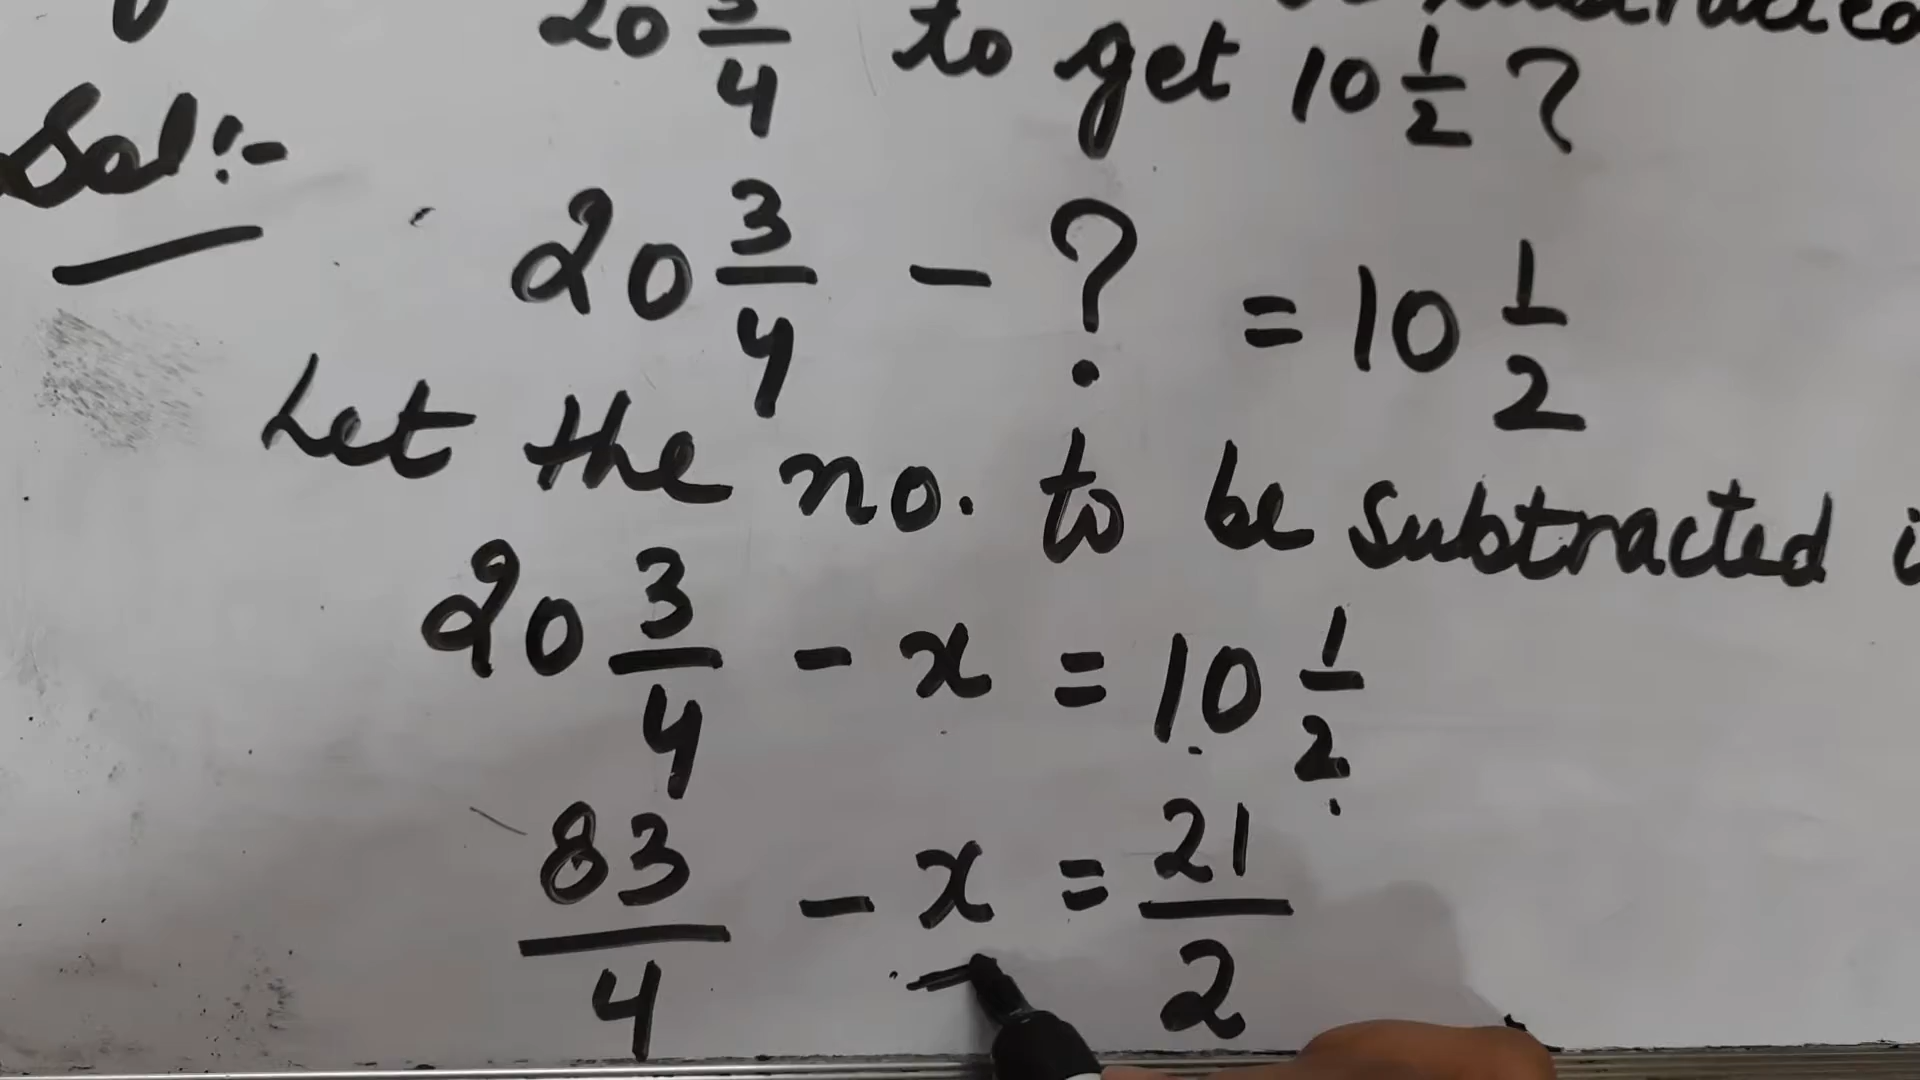 20 3/4 to get 10 1/2 ?
Sol:-
20 3/4 - ? = 10 1/2
Let the no. to be subtracted
20 3/4 - x = 10 1/2
83/4 - x = 21/2